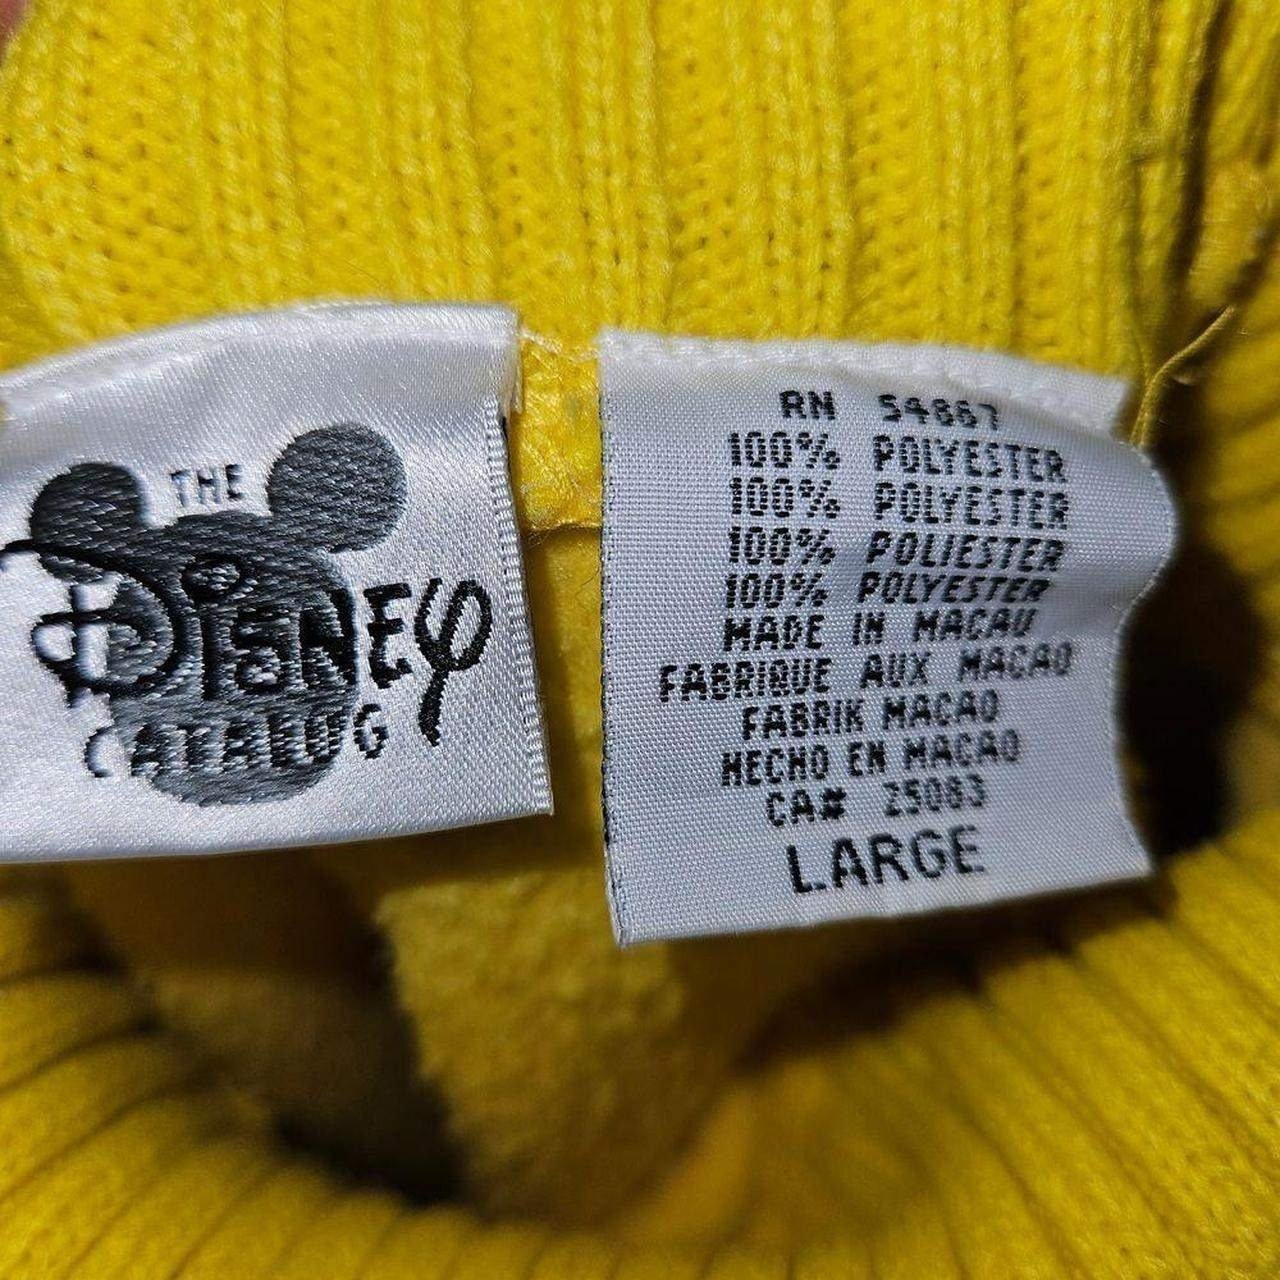 THE
DISNEY
CATALOG
RN 54867
100% POLYESTER
100% POLYESTER
100% POLIESTER
100% POLYESTER
MADE IN MACAU
FABRIQUE AUX MACAO
FABRIK MACAO
HECHO EN MACAO
CA# 25083
LARGE